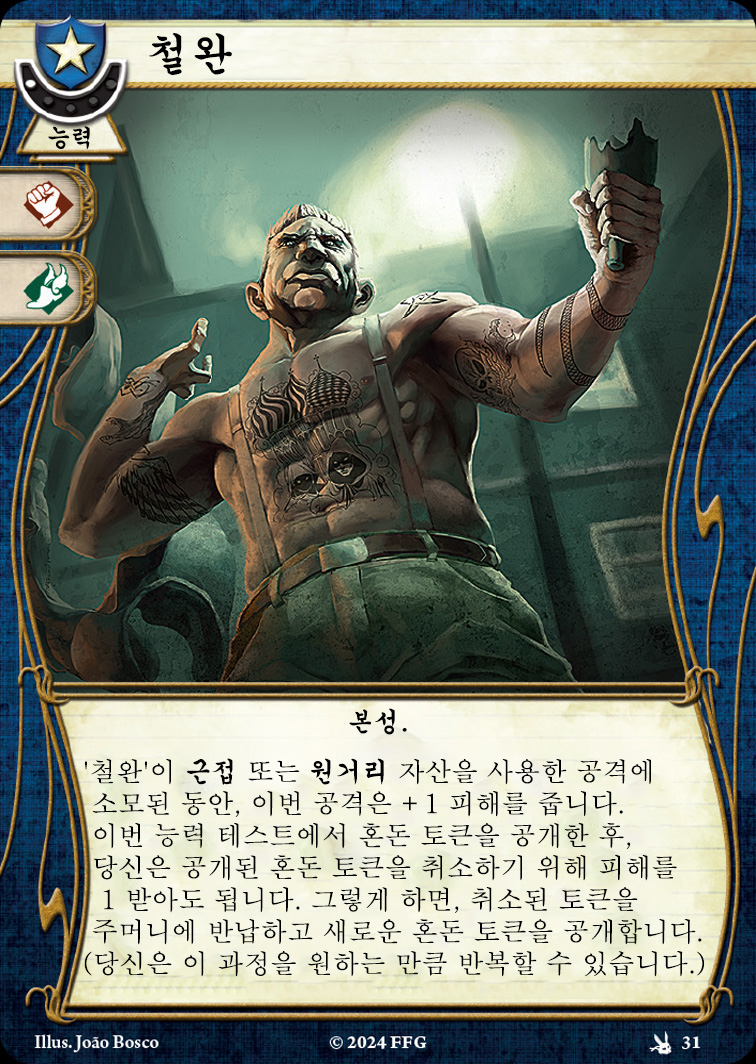 철완
능력
본성.
'철완'이 근접 또는 원거리 자산을 사용한 공격에
소모된 동안, 이번 공격은 +1 피해를 줍니다.
이번 능력 테스트에서 혼돈 토큰을 공개한 후,
당신은 공개된 혼돈 토큰을 취소하기 위해 피해를
1 받아도 됩니다. 그렇게 하면, 취소된 토큰을
주머니에 반납하고 새로운 혼돈 토큰을 공개합니다.
(당신은 이 과정을 원하는 만큼 반복할 수 있습니다.)
Illus. João Bosco
© 2024 FFG
31